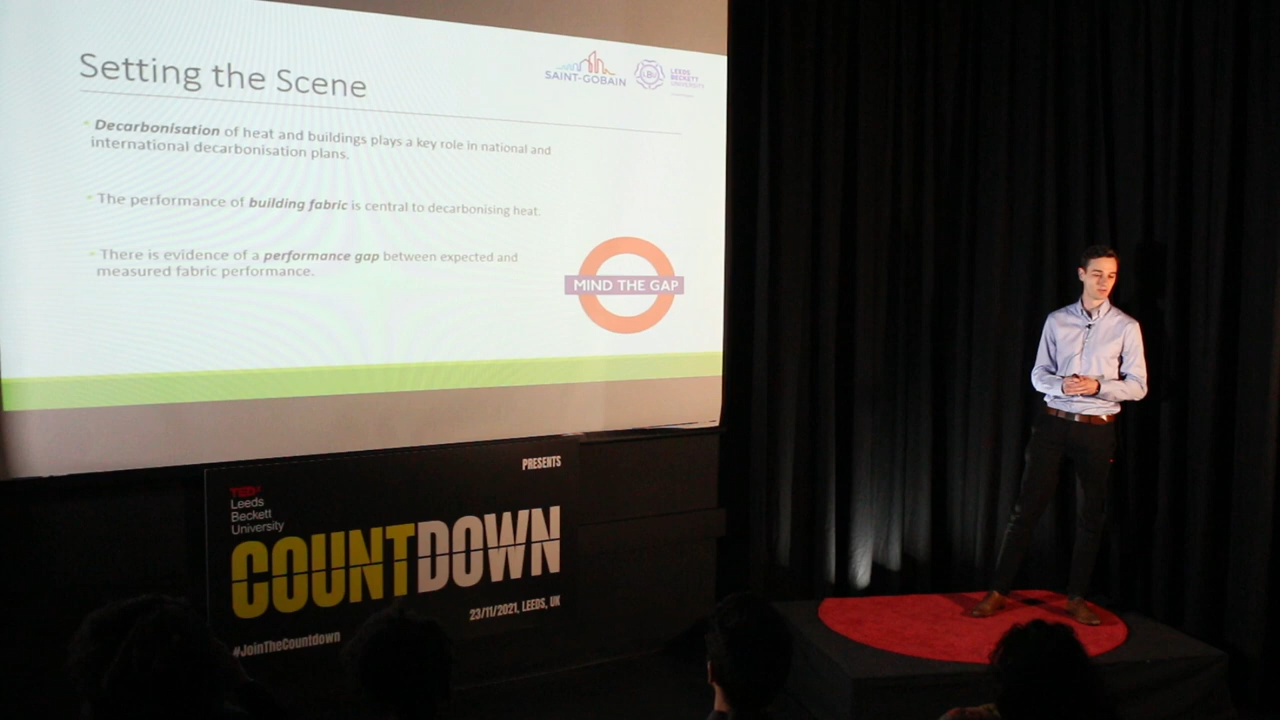 Setting the Scene
SAINT-GOBAIN
LBU
LEEDS
BECKETT
UNIVERSITY
Decarbonisation of heat and buildings plays a key role in national and
international decarbonisation plans.
The performance of building fabric is central to decarbonising heat.
There is evidence of a performance gap between expected and
measured fabric performance.
MIND THE GAP
PRESENTS
TEDx
Leeds
Beckett
University
COUNTDOWN
23/11/2021, LEEDS, UK
#JoinTheCountdown